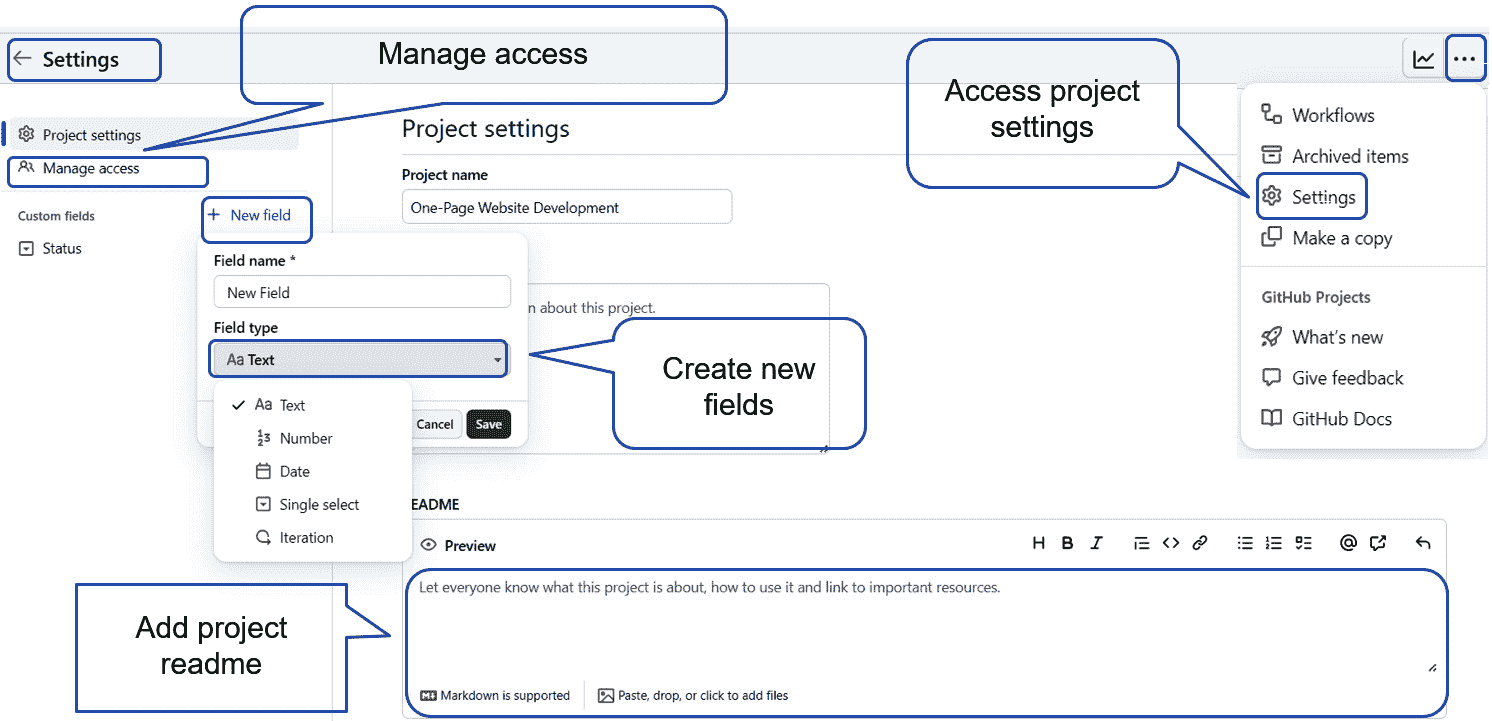 Manage access
Settings
Access project
settings
Workflows
Archived items
Settings
Make a copy
GitHub Projects
What's new
Give feedback
GitHub Docs
Project settings
Manage access
Custom fields
New field
Status
Project settings
Project name
One-Page Website Development
Field name *
New Field
n about this project.
Field type
Aa Text
Aa Text
Number
Date
Single select
Iteration
Cancel
Save
Create new
fields
EADME
Preview
H B I
Let everyone know what this project is about, how to use it and link to important resources.
Markdown is supported
Paste, drop, or click to add files
Add project
readme